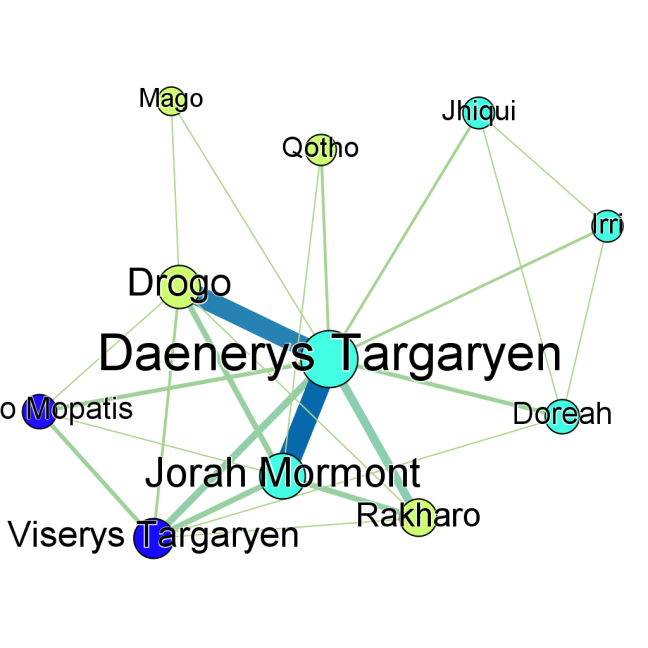 Mago
Jhiqui
Qotho
Irri
Drogo
Daenerys Targaryen
o Mopatis
Doreah
Jorah Mormont
Rakharo
Viserys Targaryen